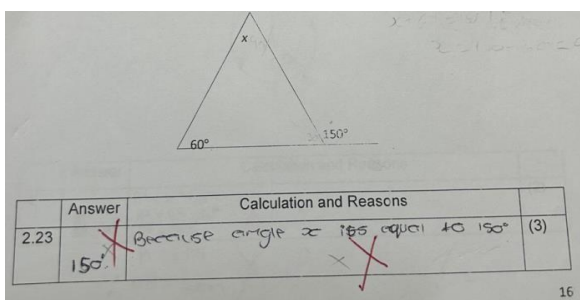 x
60°
150°
Answer
Calculation and Reasons
2.23
150°
Because angle x is equal to 150°
(3)
16